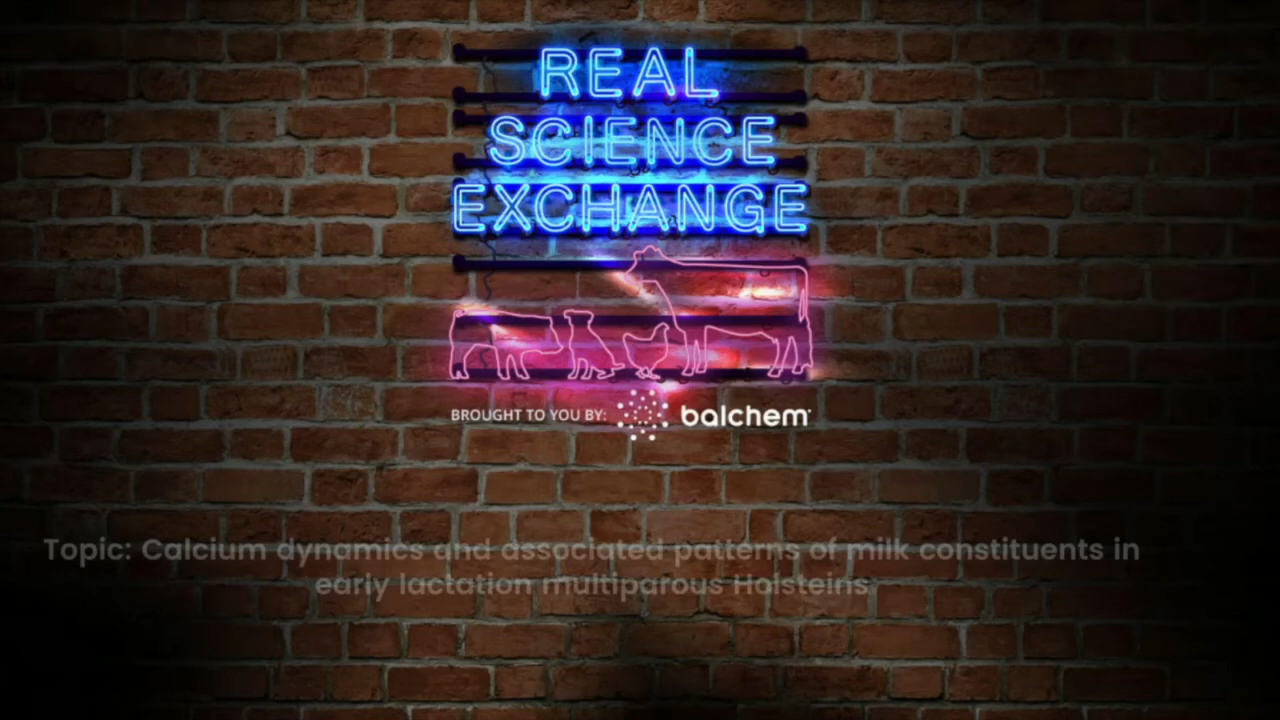 REAL
SCIENCE
EXCHANGE
BROUGHT TO YOU BY: balchem
Topic: Calcium dynamics and associated patterns of milk constituents in
early lactation multiparous Holsteins.